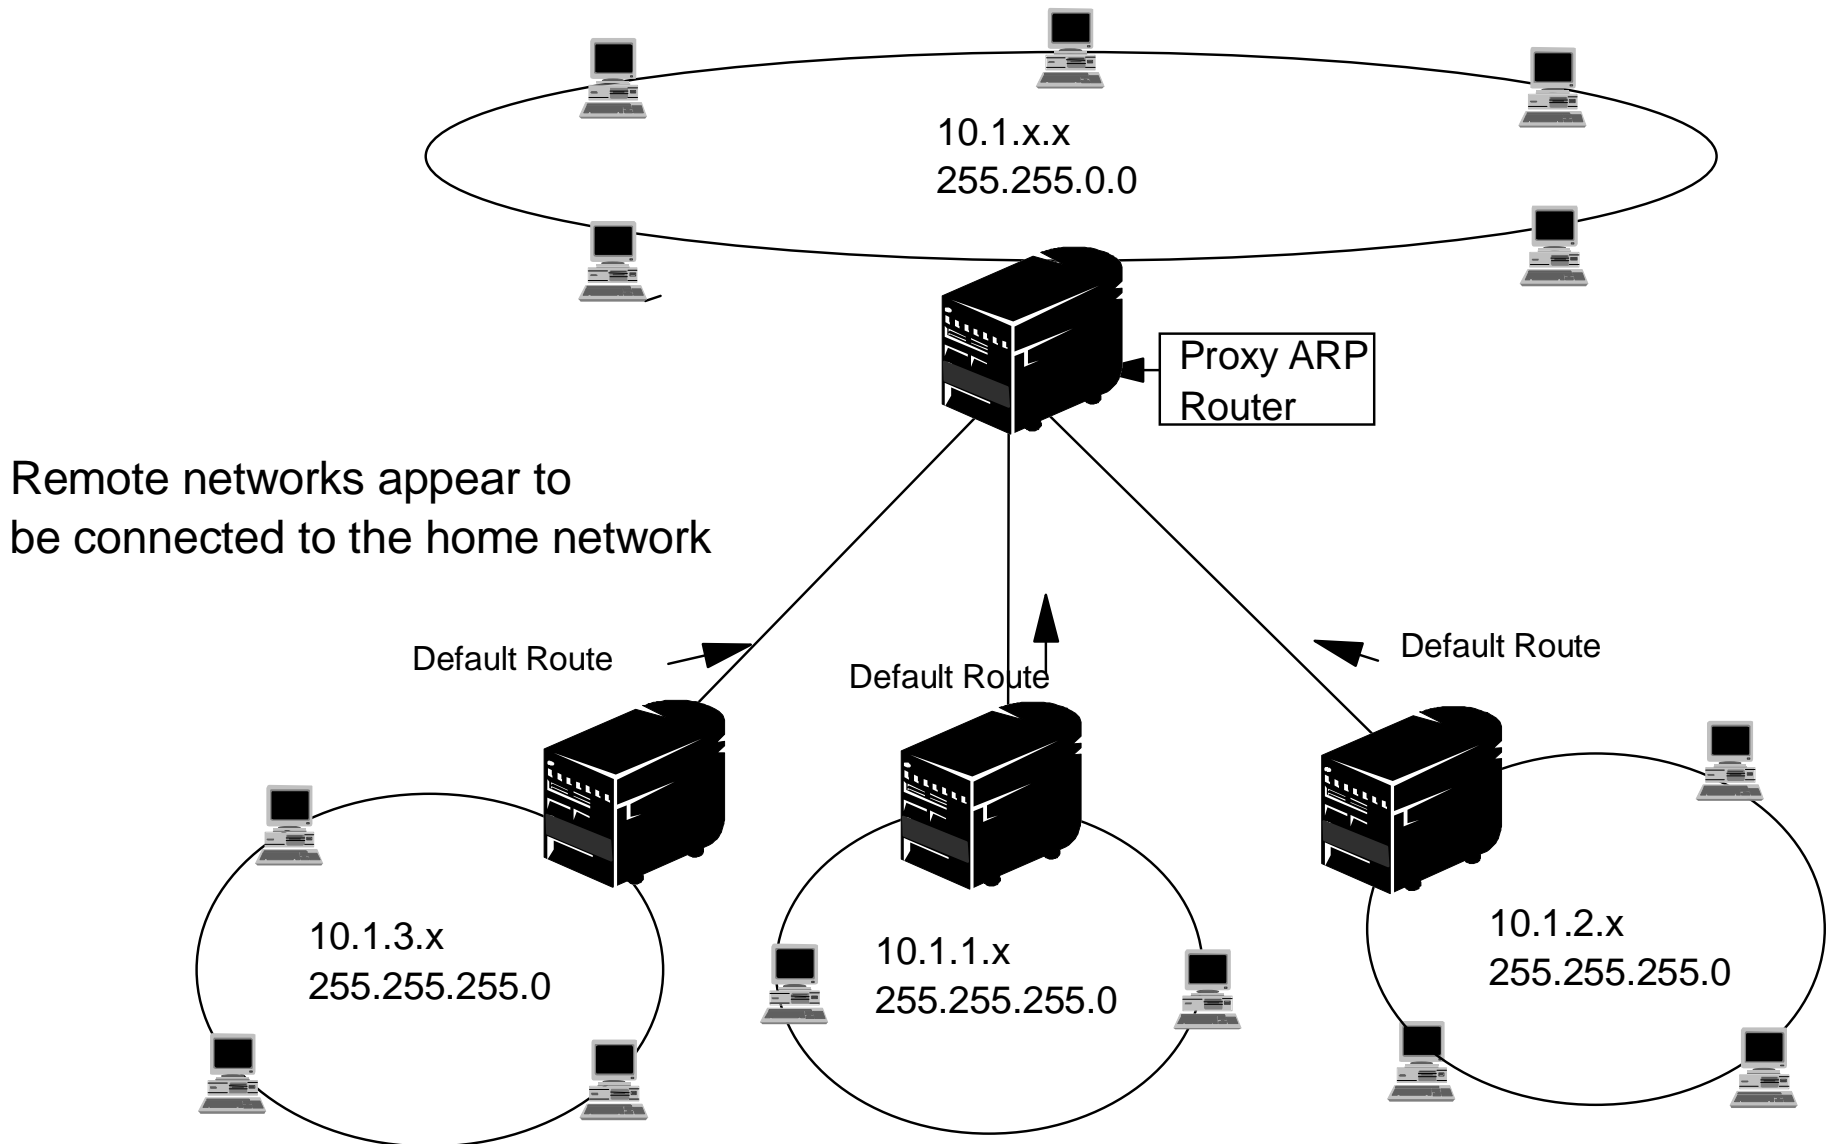 10.1.x.x
255.255.0.0
Proxy ARP
Router
Remote networks appear to
be connected to the home network
Default Route
Default Route
Default Route
10.1.3.x
255.255.255.0
10.1.1.x
255.255.255.0
10.1.2.x
255.255.255.0